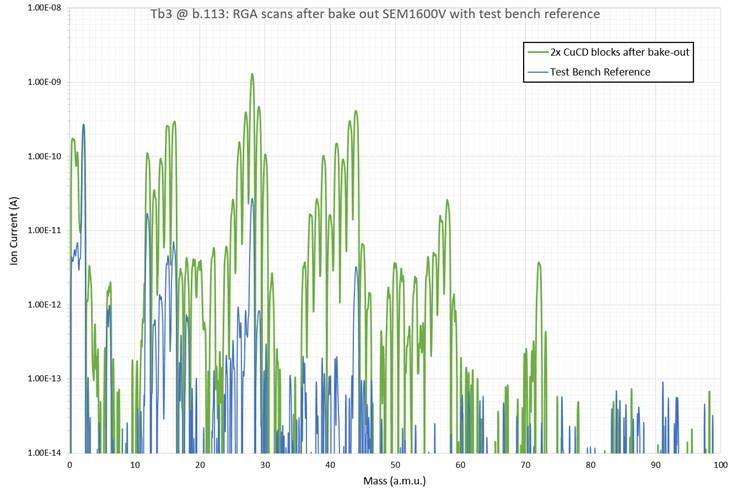 Tb3 @ b.113: RGA scans after bake out SEM1600V with test bench reference
1.00E-08
2x CuCD blocks after bake-out
Test Bench Reference
1.00E-09
1.00E-10
Ion Current (A)
1.00E-11
1.00E-12
1.00E-13
1.00E-14
0 10 20 30 40 50 60 70 80 90 100
Mass (a.m.u.)